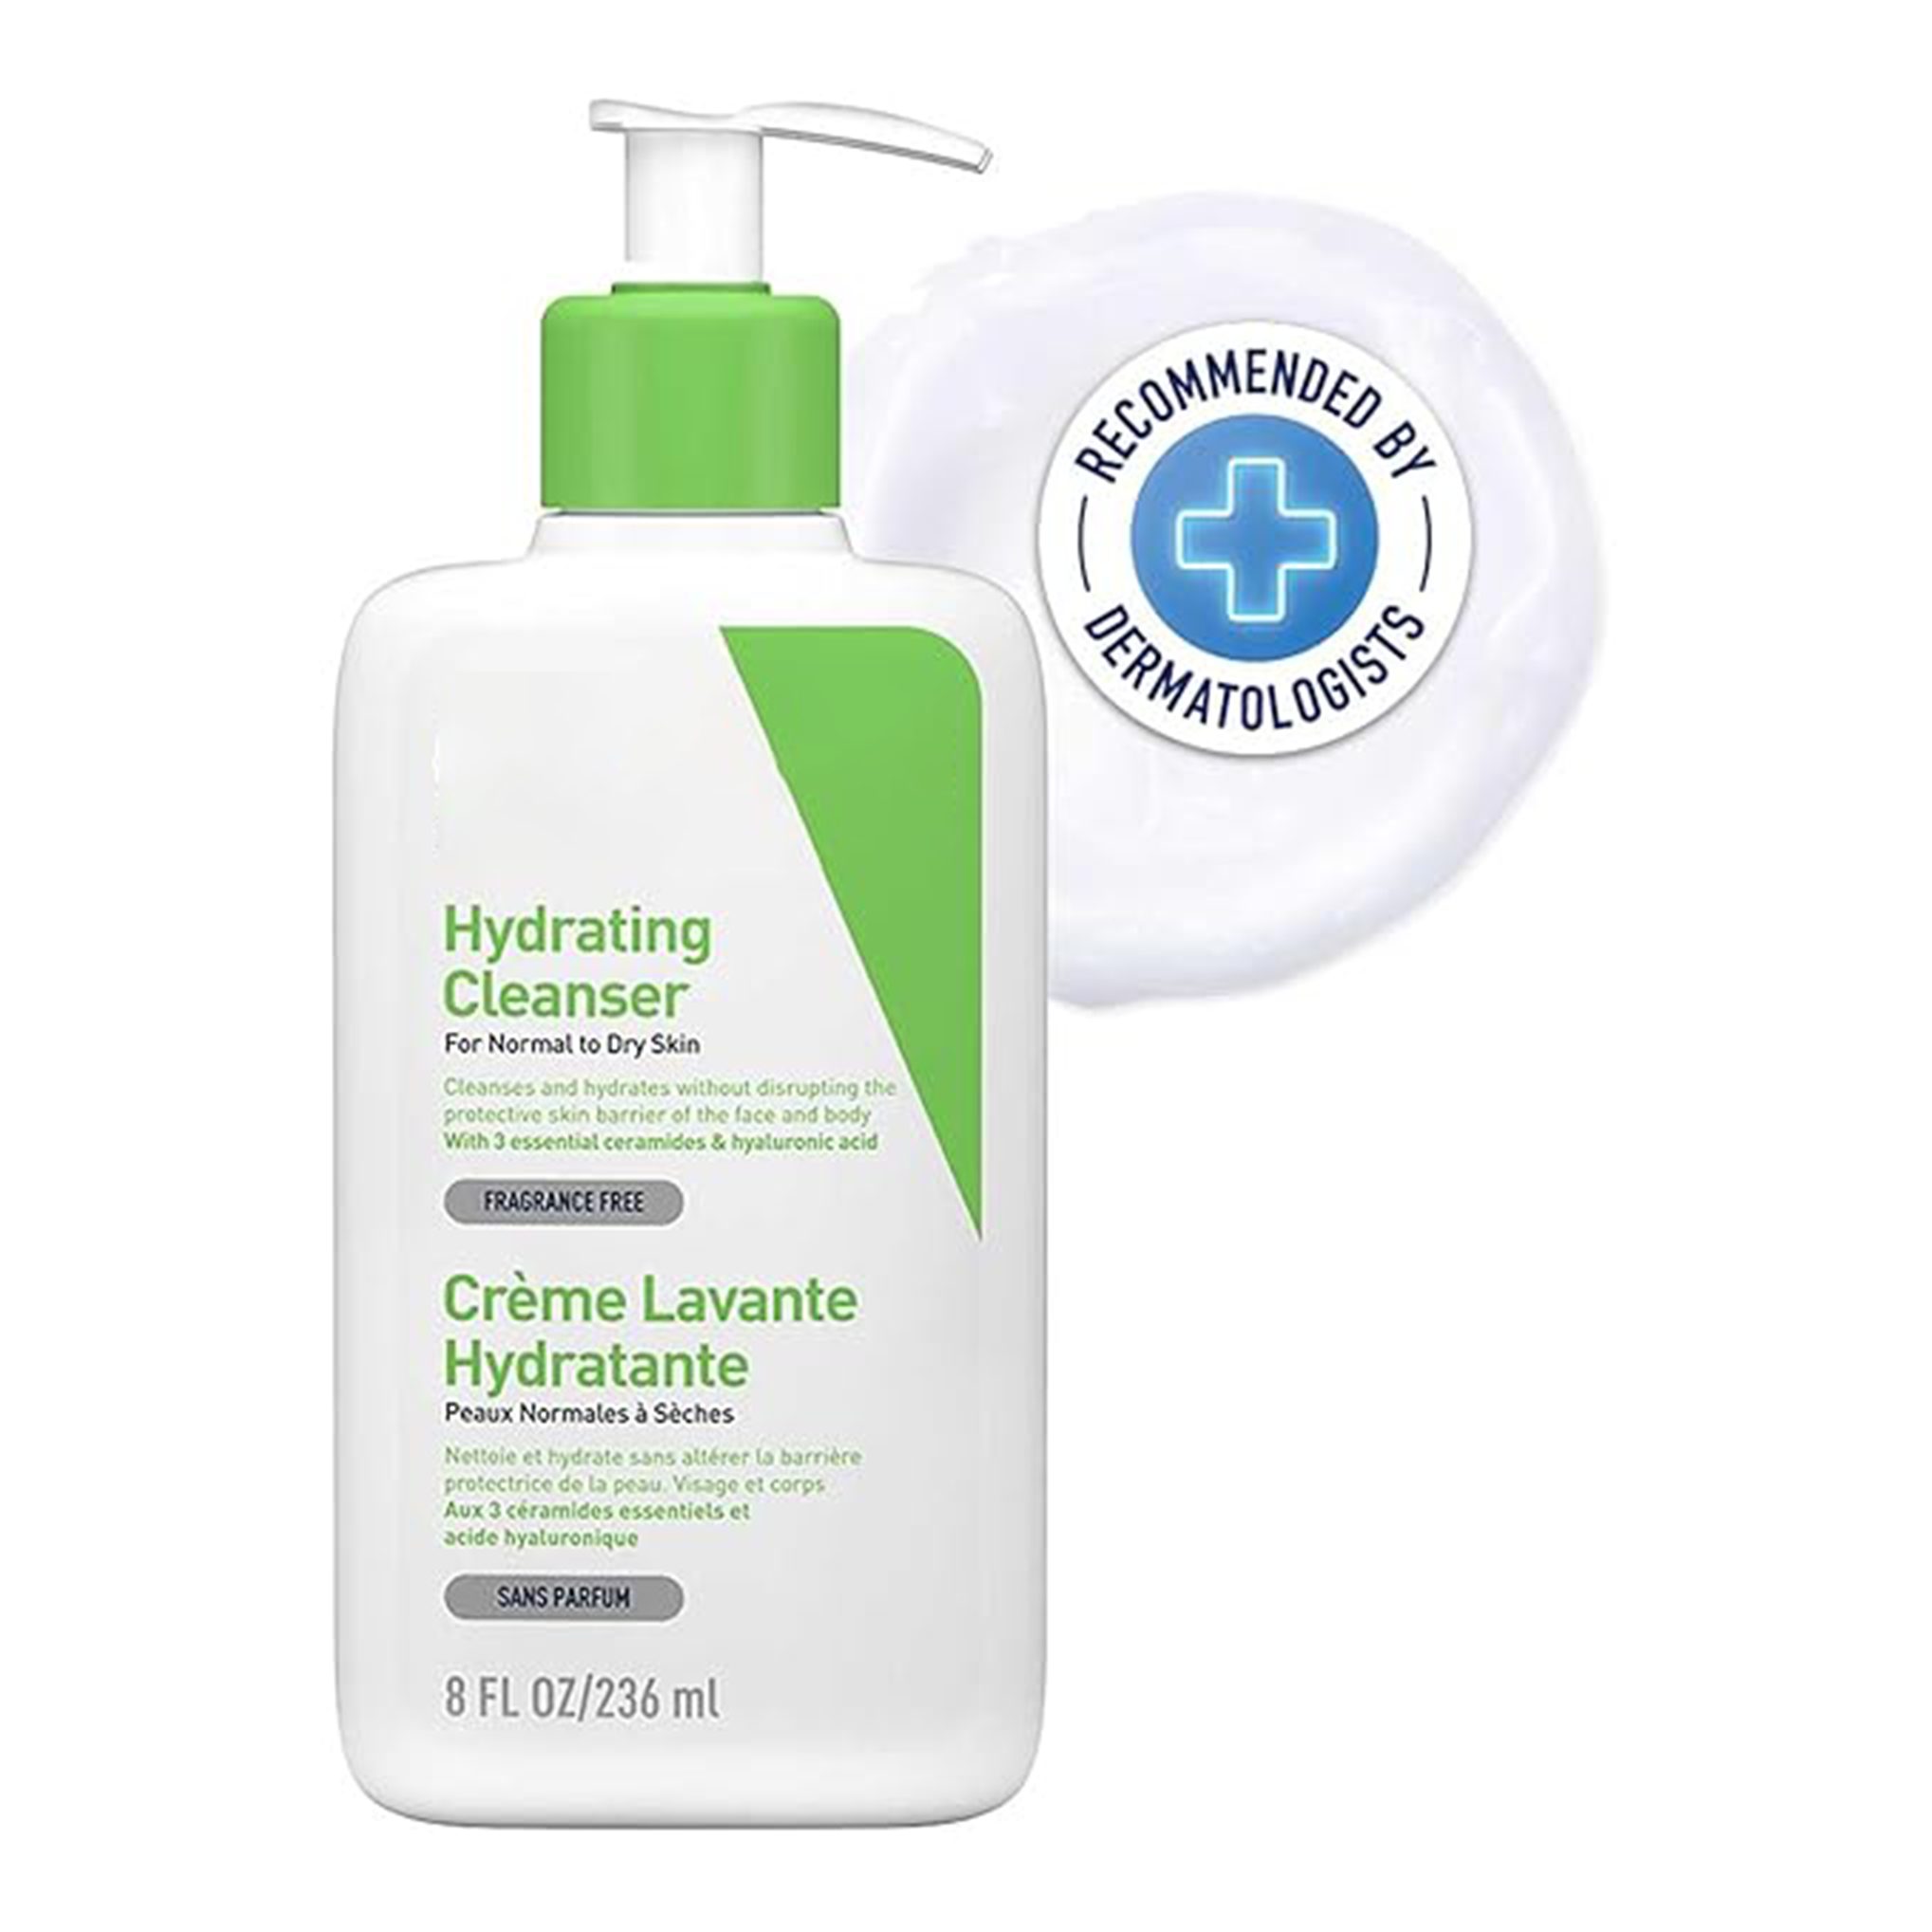 Hydrating
Cleanser
For Normal to Dry Skin
Cleanses and hydrates without disrupting the
protective skin barrier of the face and body
With 3 essential ceramides & hyaluronic acid
FRAGRANCE FREE
Crème Lavante
Hydratante
Peaux Normales à Sèches
Nettoie et hydrate sans altérer la barrière
protectrice de la peau. Visage et corps
Aux 3 céramides essentiels et
acide hyaluronique
SANS PARFUM
8 FL OZ/236 ml
RECOMMENDED BY
DERMATOLOGISTS